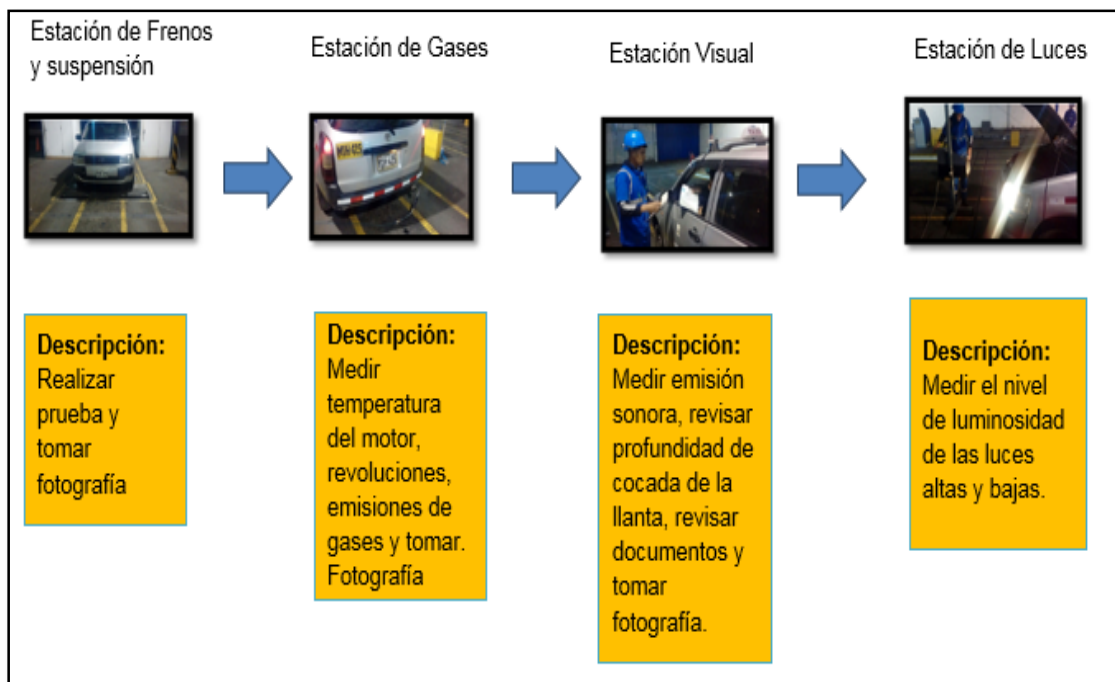 Estación de Frenos
y suspensión
Estación de Gases
Estación Visual
Estación de Luces
Descripción:
Realizar
prueba y
tomar
fotografía
Descripción:
Medir
temperatura
del motor,
revoluciones,
emisiones de
gases y tomar.
Fotografía
Descripción:
Medir emisión
sonora, revisar
profundidad de
cocada de la
llanta, revisar
documentos y
tomar
fotografía.
Descripción:
Medir el nivel
de luminosidad
de las luces
altas y bajas.